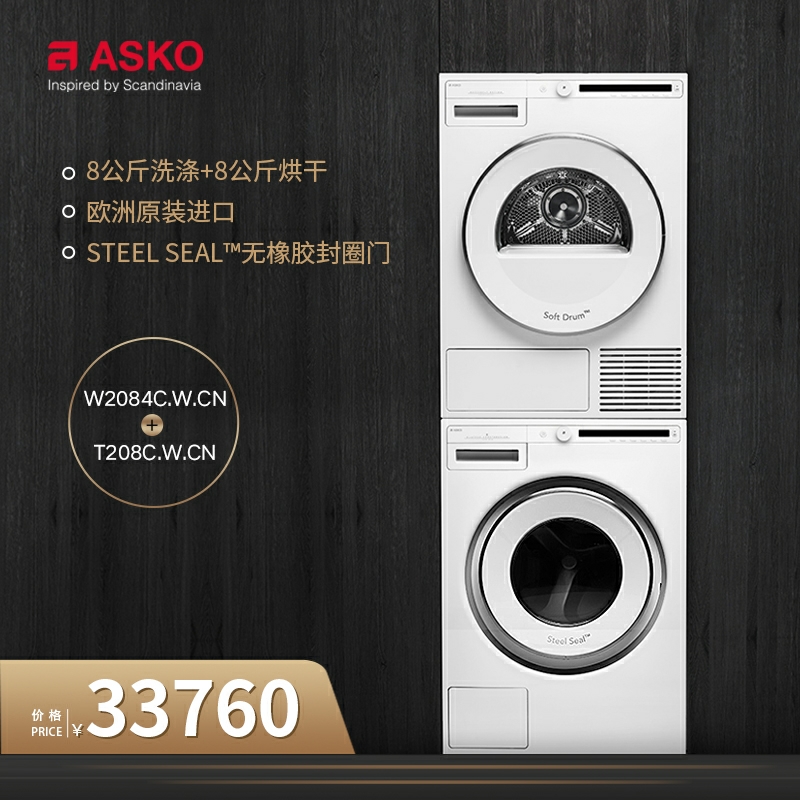 ASKO
Inspired by Scandinavia
8公斤洗涤+8公斤烘干
欧洲原装进口
STEEL SEAL™无橡胶封圈门
W2084C.W.CN
+
T208C.W.CN
Soft Drum™
ASKO
Steel Seal™
价格
PRICE
¥33760